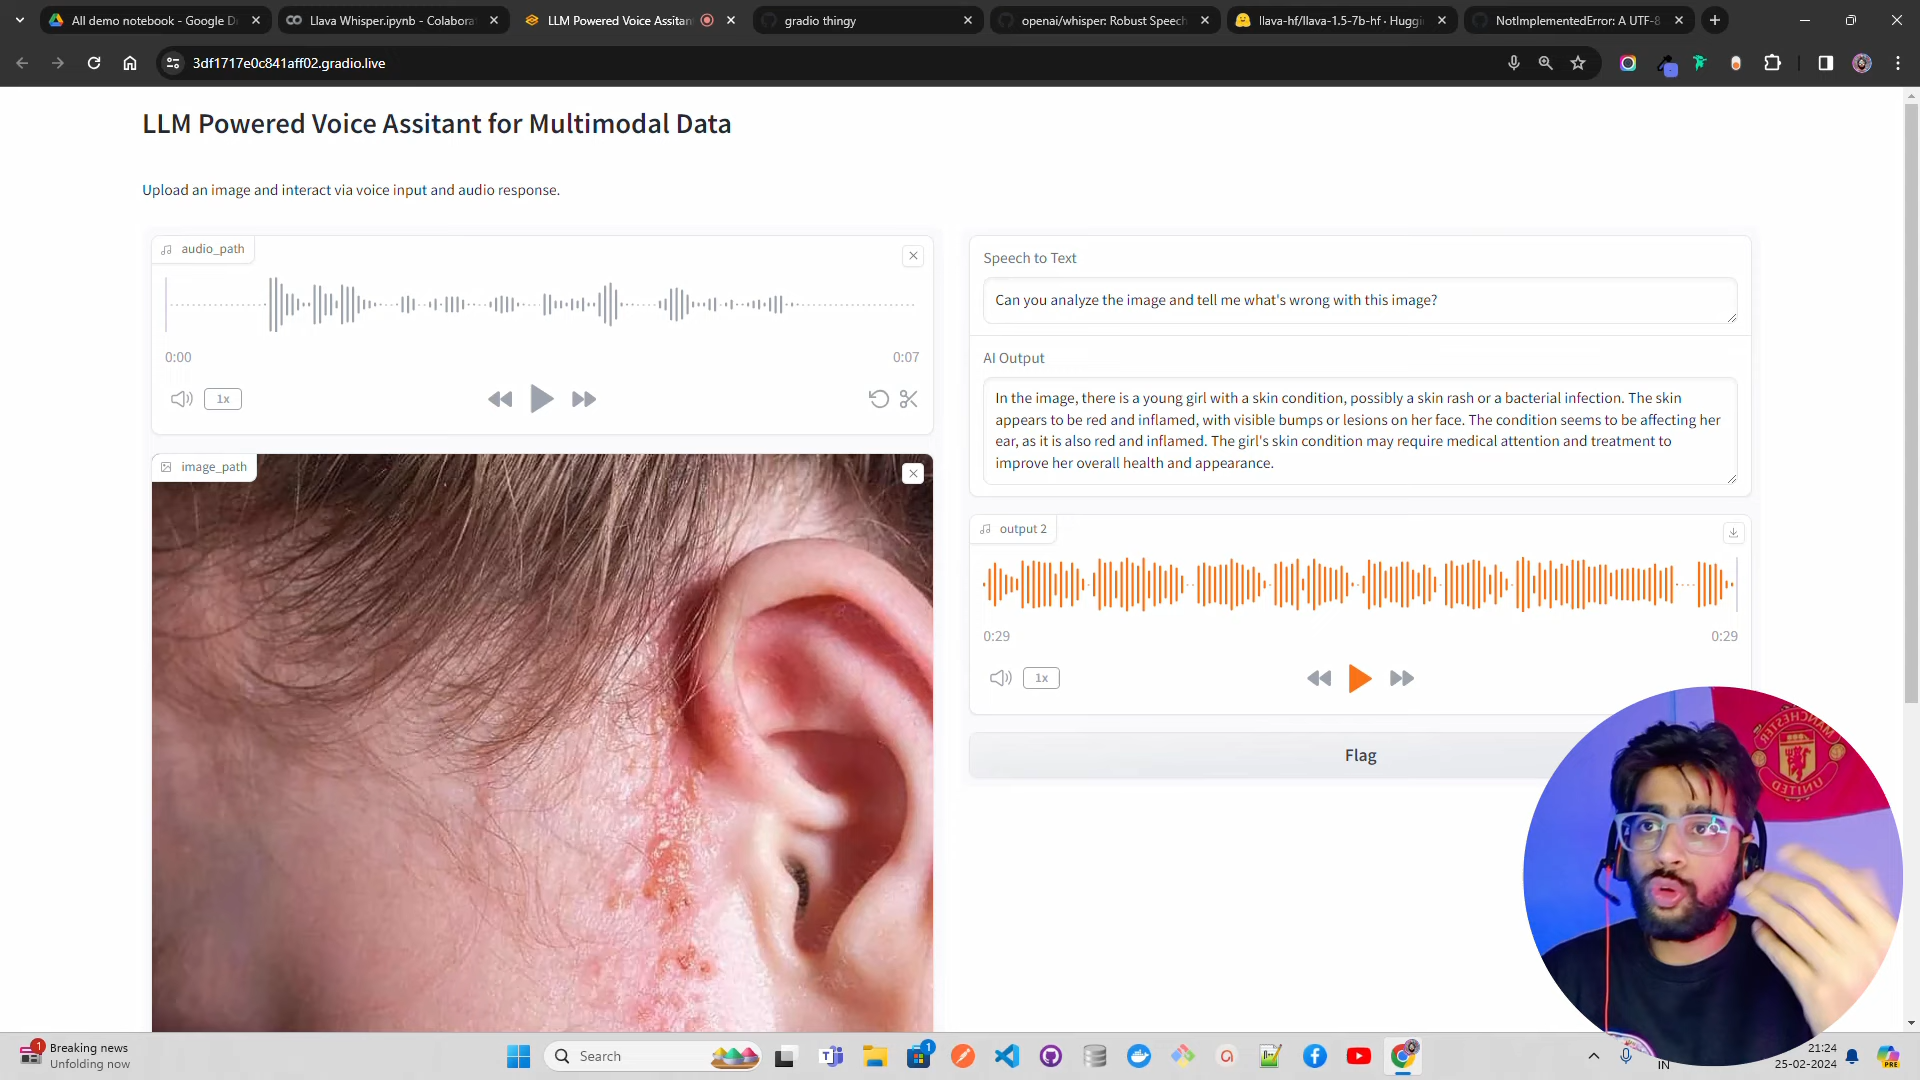 All demo notebook - Google D
Llava Whisper.ipynb - Colabora
LLM Powered Voice Assitan
gradio thingy
openai/whisper: Robust Speech
llava-hf/llava-1.5-7b-hf · Huggi
NotImplementedError: A UTF-8
3df1717e0c841aff02.gradio.live
LLM Powered Voice Assitant for Multimodal Data
Upload an image and interact via voice input and audio response.
audio_path
0:00
0:07
1x
image_path
Speech to Text
Can you analyze the image and tell me what's wrong with this image?
AI Output
In the image, there is a young girl with a skin condition, possibly a skin rash or a bacterial infection. The skin
appears to be red and inflamed, with visible bumps or lesions on her face. The condition seems to be affecting her
ear, as it is also red and inflamed. The girl's skin condition may require medical attention and treatment to
improve her overall health and appearance.
output 2
0:29
0:29
1x
Flag
MANCHESTER
UNITED
1
Breaking news
Unfolding now
Search
1
IN
21:24
25-02-2024
PRE